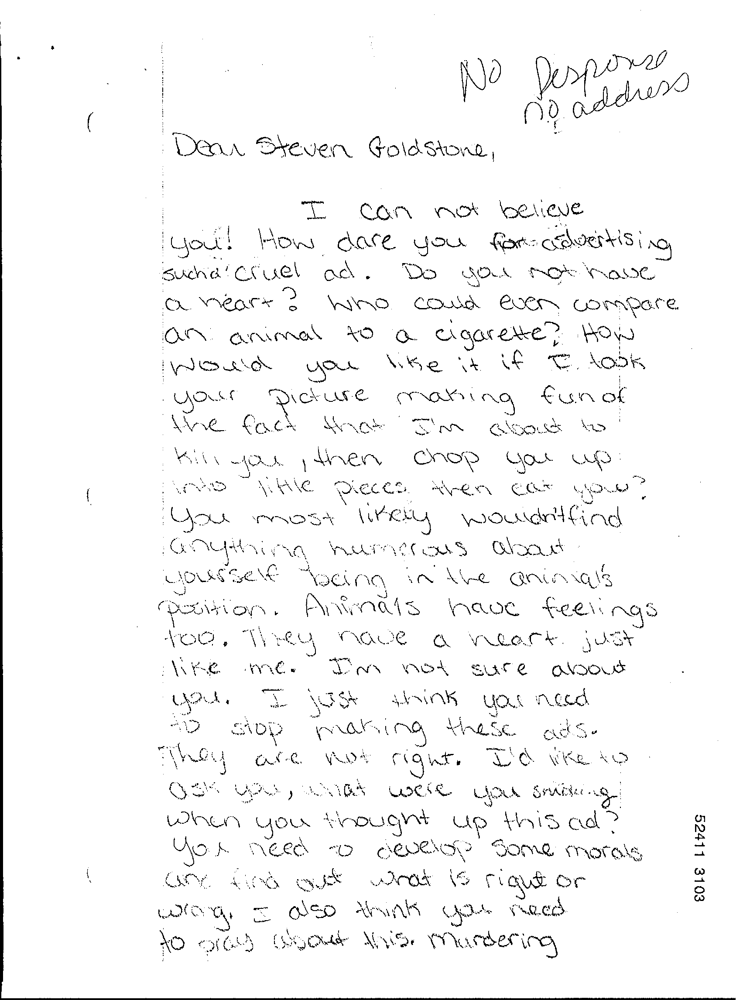 No Response
no address
Dear Steven Goldstone,
I can not believe
you! How dare you for advertising
such a cruel ad. Do you not have
a heart? Who could even compare
an animal to a cigarette? How
would you like it if I took
your picture making fun of
the fact that I'm about to
kill you, then chop you up
into little pieces then eat you?
You most likely wouldn't find
anything humerous about
yourself being in the animal's
position. Animals have feelings
too. They have a heart just
like me. I'm not sure about
you. I just think you need
to stop making these ads.
They are not right. I'd like to
ask you, what were you smoking
when you thought up this ad?
You need to develop some morals
and find out what is right or
wrong. I also think you need
to pray about this. Murdering
52411 3103